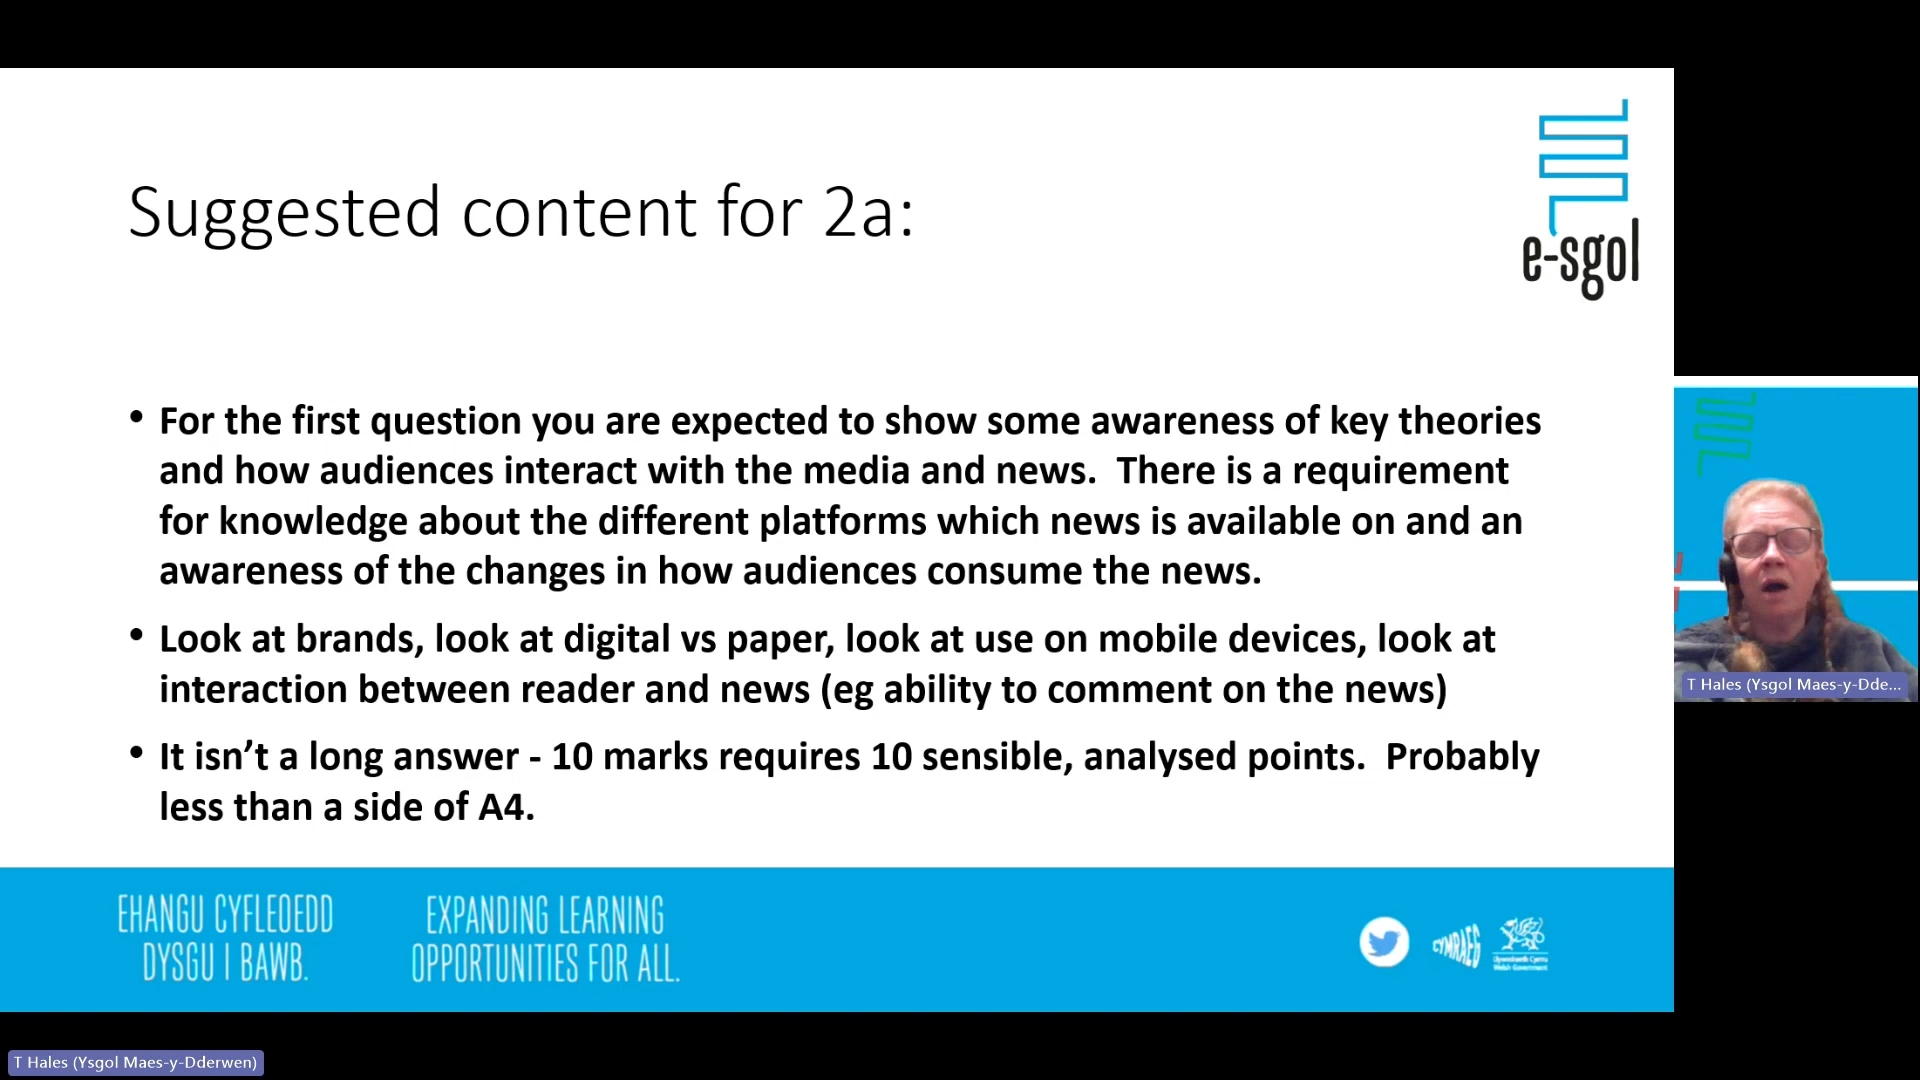 Suggested content for 2a:
e-sgol
• For the first question you are expected to show some awareness of key theories
and how audiences interact with the media and news.  There is a requirement
for knowledge about the different platforms which news is available on and an
awareness of the changes in how audiences consume the news.
• Look at brands, look at digital vs paper, look at use on mobile devices, look at
interaction between reader and news (eg ability to comment on the news)
• It isn’t a long answer - 10 marks requires 10 sensible, analysed points.  Probably
less than a side of A4.
EHANGU CYFLEOEDD
DYSGU I BAWB.
EXPANDING LEARNING
OPPORTUNITIES FOR ALL.
CYMRAEG
Llywodraeth Cymru
Welsh Government
T Hales (Ysgol Maes-y-Dde...
T Hales (Ysgol Maes-y-Dderwen)